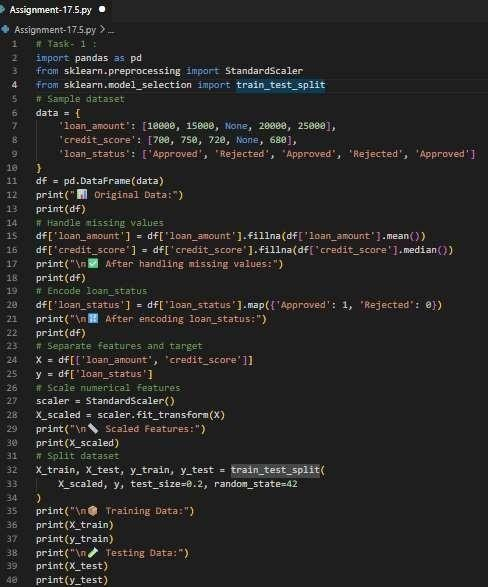 Assignment-17.5.py
Assignment-17.5.py > ...
1 # Task- 1 :
2 import pandas as pd
3 from sklearn.preprocessing import StandardScaler
4 from sklearn.model_selection import train_test_split
5 # Sample dataset
6 data = {
7     'loan_amount': [10000, 15000, None, 20000, 25000],
8     'credit_score': [700, 750, 720, None, 680],
9     'loan_status': ['Approved', 'Rejected', 'Approved', 'Rejected', 'Approved']
10 }
11 df = pd.DataFrame(data)
12 print("📊 Original Data:")
13 print(df)
14 # Handle missing values
15 df['loan_amount'] = df['loan_amount'].fillna(df['loan_amount'].mean())
16 df['credit_score'] = df['credit_score'].fillna(df['credit_score'].median())
17 print("\n✅ After handling missing values:")
18 print(df)
19 # Encode loan_status
20 df['loan_status'] = df['loan_status'].map({'Approved': 1, 'Rejected': 0})
21 print("\n🔢 After encoding loan_status:")
22 print(df)
23 # Separate features and target
24 X = df[['loan_amount', 'credit_score']]
25 y = df['loan_status']
26 # Scale numerical features
27 scaler = StandardScaler()
28 X_scaled = scaler.fit_transform(X)
29 print("\n📏 Scaled Features:")
30 print(X_scaled)
31 # Split dataset
32 X_train, X_test, y_train, y_test = train_test_split(
33     X_scaled, y, test_size=0.2, random_state=42
34 )
35 print("\n📦 Training Data:")
36 print(X_train)
37 print(y_train)
38 print("\n🧪 Testing Data:")
39 print(X_test)
40 print(y_test)